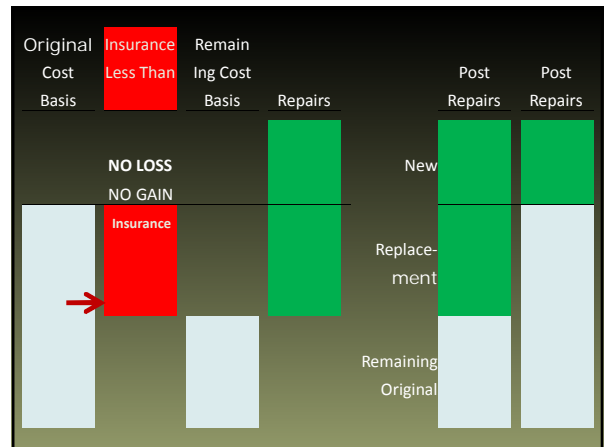 Original
Cost
Basis
Insurance
Less Than
Remain
Ing Cost
Basis
Repairs
Post
Repairs
Post
Repairs
NO LOSS
NO GAIN
Insurance
New
Replace-
ment
Remaining
Original